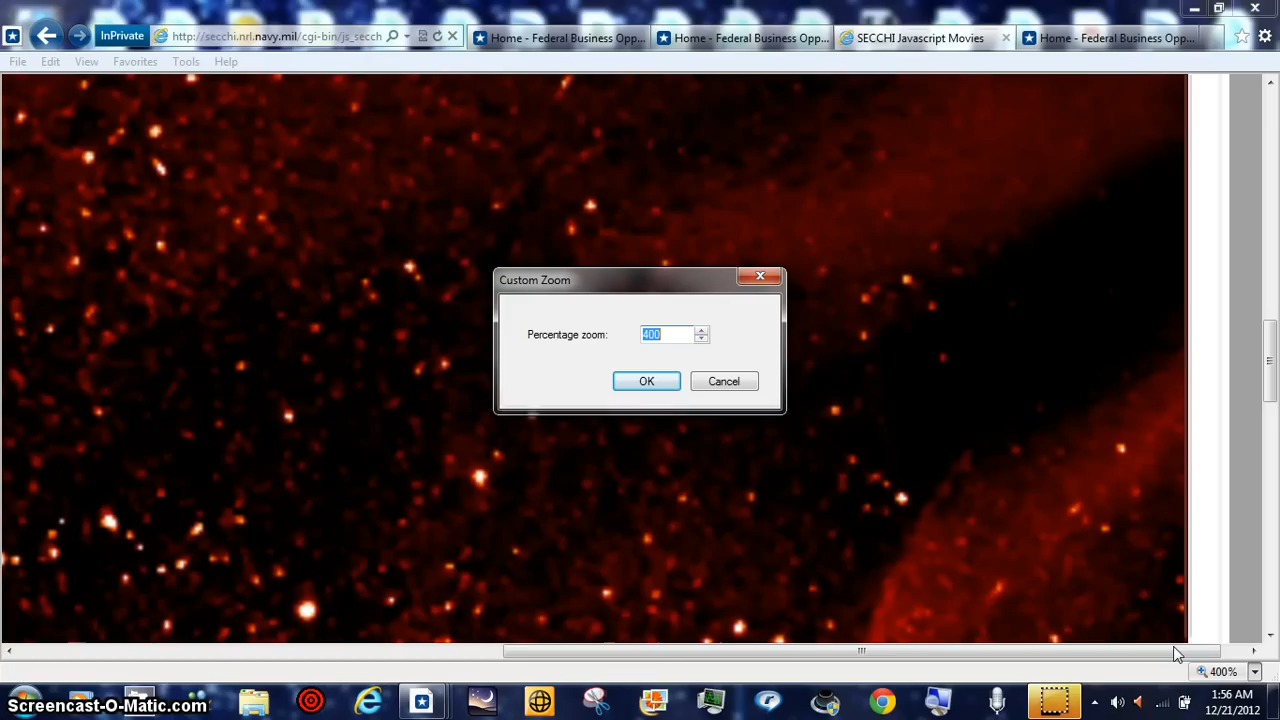 InPrivate
http://secchi.nrl.navy.mil/cgi-bin/js_secch
Home - Federal Business Opp...
Home - Federal Business Opp...
SECCHI Javascript Movies
Home - Federal Business Opp...
File Edit View Favorites Tools Help
Custom Zoom
Percentage zoom: 400
OK Cancel
400%
Screencast-O-Matic.com
1:56 AM
12/21/2012